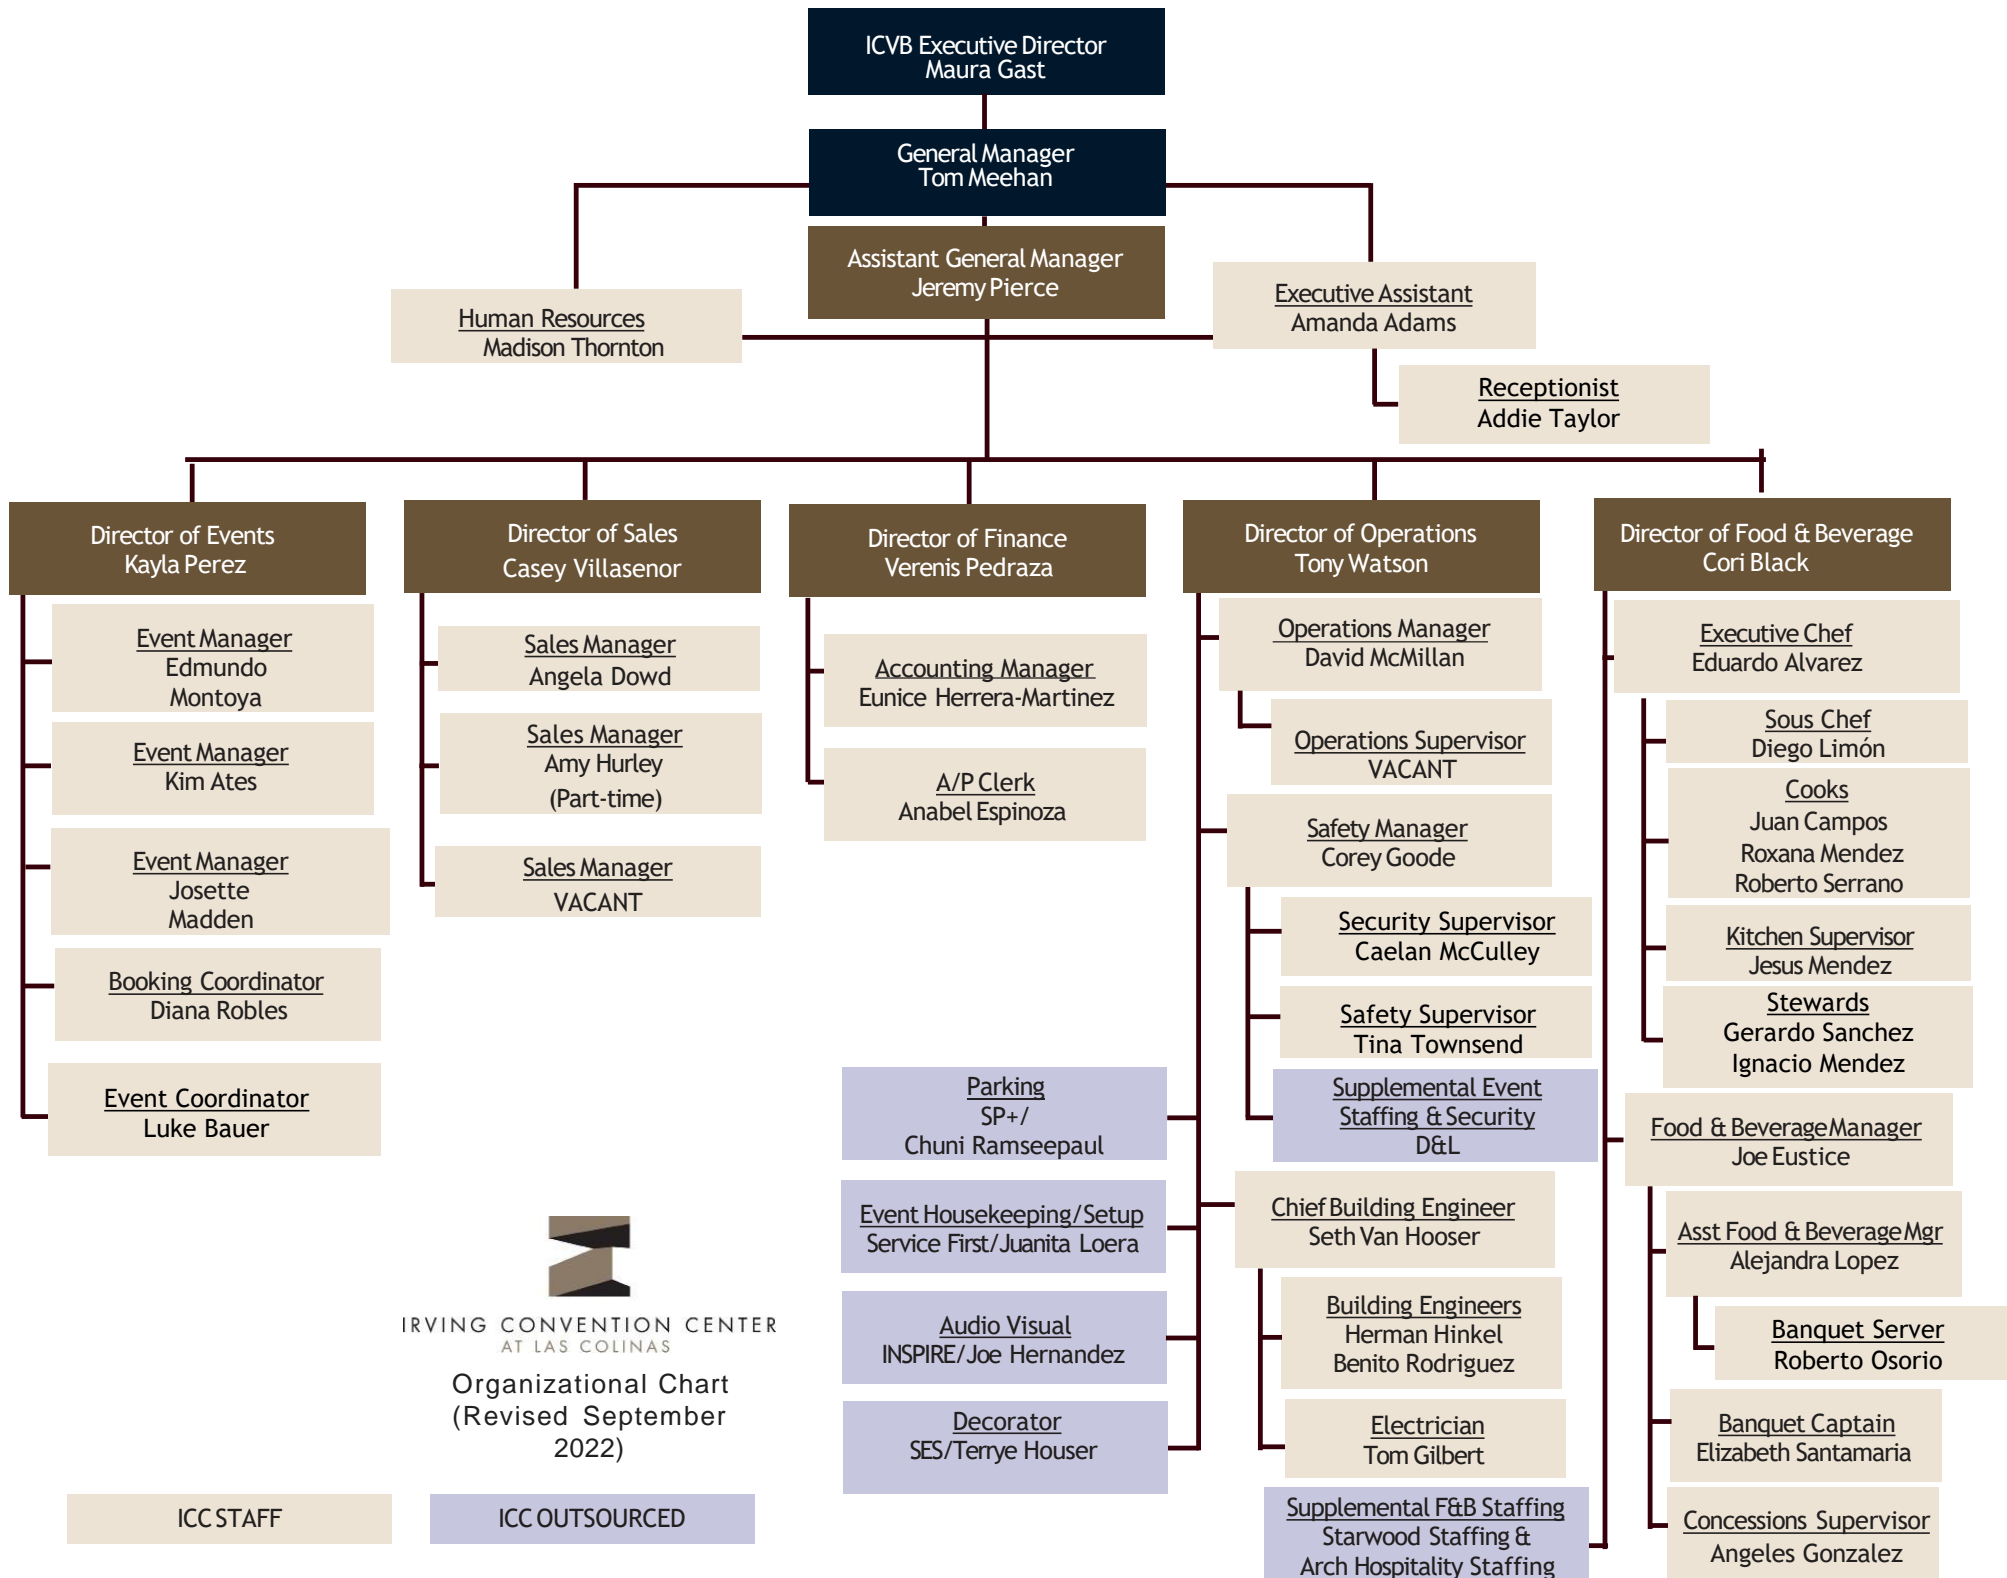 ICVB Executive Director
Maura Gast
General Manager
Tom Meehan
Assistant General Manager
Jeremy Pierce
Human Resources
Madison Thornton
Executive Assistant
Amanda Adams
Receptionist
Addie Taylor
Director of Events
Kayla Perez
Event Manager
Edmundo
Montoya
Event Manager
Kim Ates
Event Manager
Josette
Madden
Booking Coordinator
Diana Robles
Event Coordinator
Luke Bauer
Director of Sales
Casey Villasenor
Sales Manager
Angela Dowd
Sales Manager
Amy Hurley
(Part-time)
Sales Manager
VACANT
Director of Finance
Verenis Pedraza
Accounting Manager
Eunice Herrera-Martinez
A/P Clerk
Anabel Espinoza
Director of Operations
Tony Watson
Operations Manager
David McMillan
Operations Supervisor
VACANT
Safety Manager
Corey Goode
Security Supervisor
Caelan McCulley
Safety Supervisor
Tina Townsend
Supplemental Event
Staffing & Security
D&L
Parking
SP+/
Chuni Ramseepaul
Event Housekeeping/Setup
Service First/Juanita Loera
Audio Visual
INSPIRE/Joe Hernandez
Decorator
SES/Terrye Houser
Chief Building Engineer
Seth Van Hooser
Building Engineers
Herman Hinkel
Benito Rodriguez
Electrician
Tom Gilbert
Director of Food & Beverage
Cori Black
Executive Chef
Eduardo Alvarez
Sous Chef
Diego Limón
Cooks
Juan Campos
Roxana Mendez
Roberto Serrano
Kitchen Supervisor
Jesus Mendez
Stewards
Gerardo Sanchez
Ignacio Mendez
Food & Beverage Manager
Joe Eustice
Asst Food & Beverage Mgr
Alejandra Lopez
Banquet Server
Roberto Osorio
Banquet Captain
Elizabeth Santamaria
Concessions Supervisor
Angeles Gonzalez
Supplemental F&B Staffing
Starwood Staffing &
Arch Hospitality Staffing
IRVING CONVENTION CENTER
AT LAS COLINAS
Organizational Chart
(Revised September
2022)
ICC STAFF
ICC OUTSOURCED